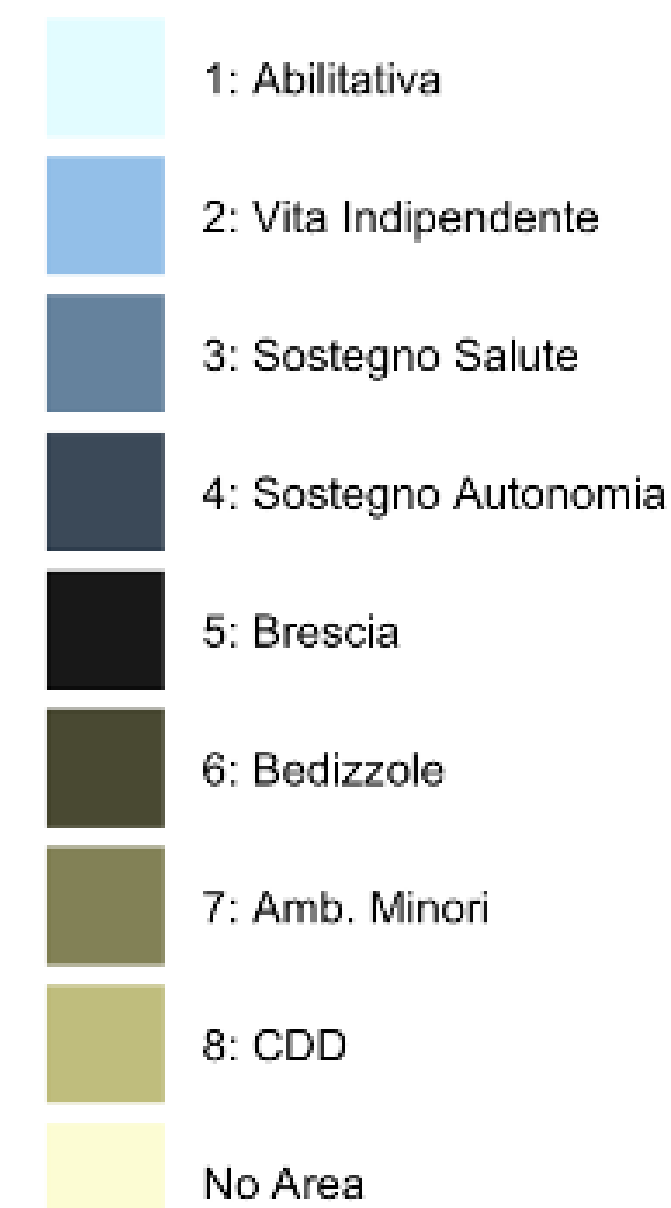 1: Abilitativa
2: Vita Indipendente
3: Sostegno Salute
4: Sostegno Autonomia
5: Brescia
6: Bedizzole
7: Amb. Minori
8: CDD
No Area